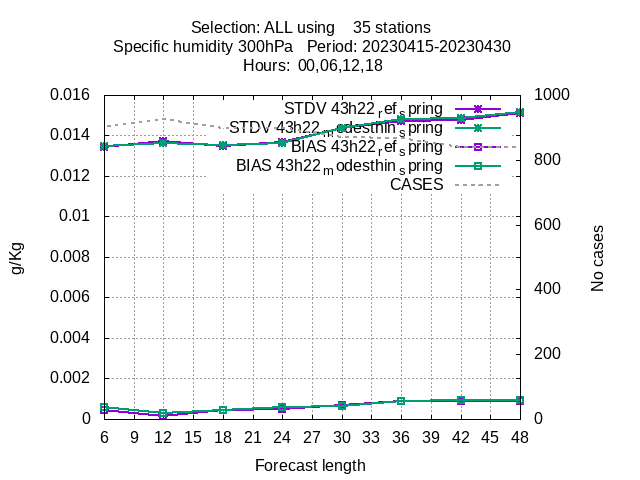 Selection: ALL using    35 stations
Specific humidity 300hPa   Period: 20230415-20230430
Hours:  00,06,12,18
0.016
0.014
0.012
0.01
0.008
0.006
0.004
0.002
0
g/Kg
STDV 43h22_ref_spring
STDV 43h22_modesthin_spring
BIAS 43h22_ref_spring
BIAS 43h22_modesthin_spring
CASES
1000
800
600
400
200
0
No cases
6 9 12 15 18 21 24 27 30 33 36 39 42 45 48
Forecast length